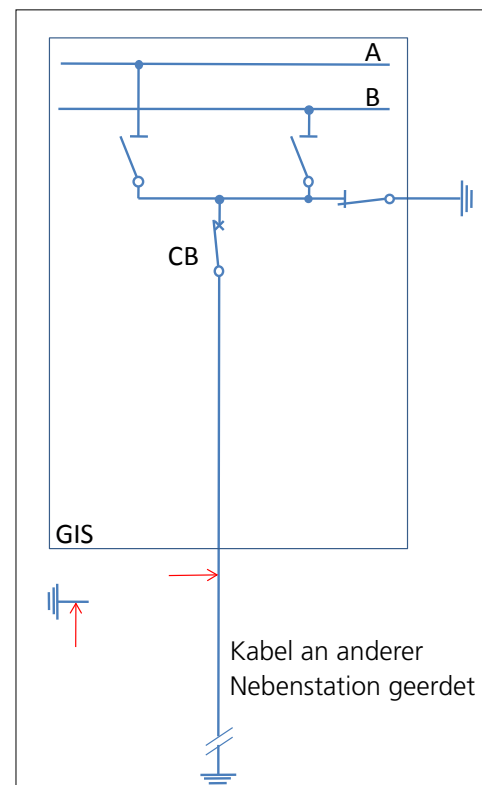 A
B
CB
GIS
Kabel an anderer
Nebenstation geerdet